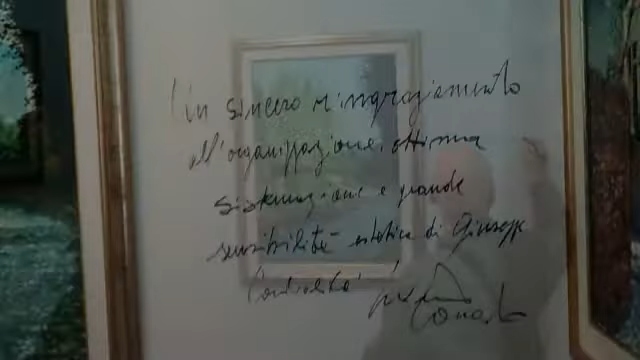 Un sincero ringraziamento
all'organizzazione, ottima
sistemazione e grande
sensibilità estetica di Giuseppe
Cordialità